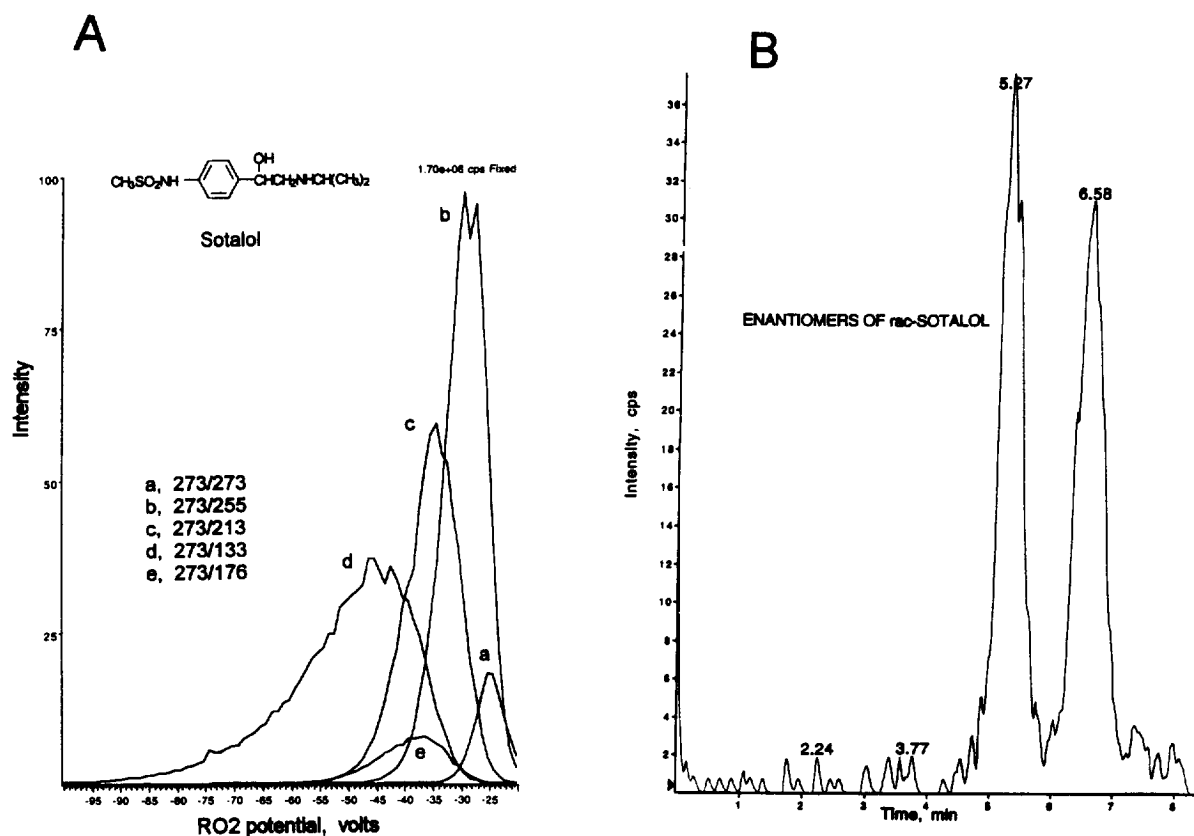 A
OH
CH3SO2NH
CHCH2NHCH(CH3)2
Sotalol
1.70e+06 cps Fixed
100
75
50
25
Intensity
a, 273/273
b, 273/255
c, 273/213
d, 273/133
e, 273/176
b
c
d
a
e
-95 -90 -85 -80 -75 -70 -65 -60 -55 -50 -45 -40 -35 -30 -25
RO2 potential, volts
B
5.27
6.58
ENANTIOMERS OF rac-SOTALOL
36
34
32
30
28
26
24
22
20
18
16
14
12
10
8
6
4
2
Intensity, cps
2.24
3.77
1 2 3 4 5 6 7 8
Time, min